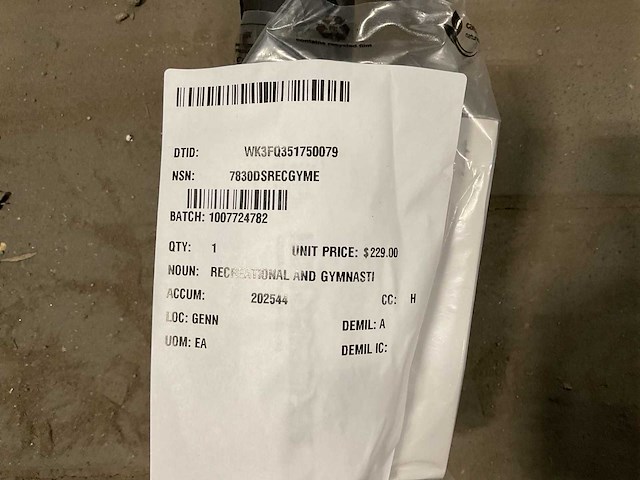 DTID: WK3FQ351750079
NSN: 7830DSRECGYME
BATCH: 1007724782
QTY: 1 UNIT PRICE: $229.00
NOUN: RECREATIONAL AND GYMNASTI
ACCUM: 202544 CC: H
LOC: GENN DEMIL: A
UOM: EA DEMIL IC: